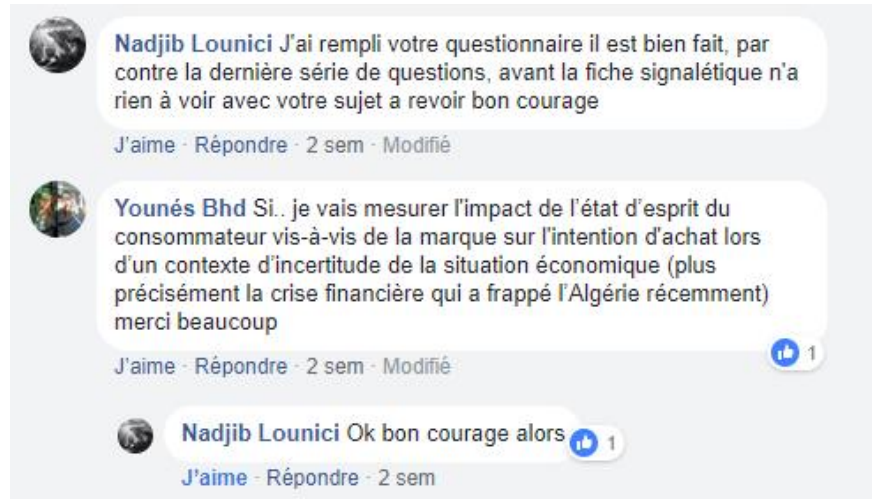 Nadjib Lounici J'ai rempli votre questionnaire il est bien fait, par
contre la dernière série de questions, avant la fiche signalétique n'a
rien à voir avec votre sujet a revoir bon courage
J'aime · Répondre · 2 sem · Modifié
Younés Bhd Si.. je vais mesurer l'impact de l'état d'esprit du
consommateur vis-à-vis de la marque sur l'intention d'achat lors
d'un contexte d'incertitude de la situation économique (plus
précisément la crise financière qui a frappé l'Algérie récemment)
merci beaucoup
1
J'aime · Répondre · 2 sem · Modifié
Nadjib Lounici Ok bon courage alors
1
J'aime · Répondre · 2 sem